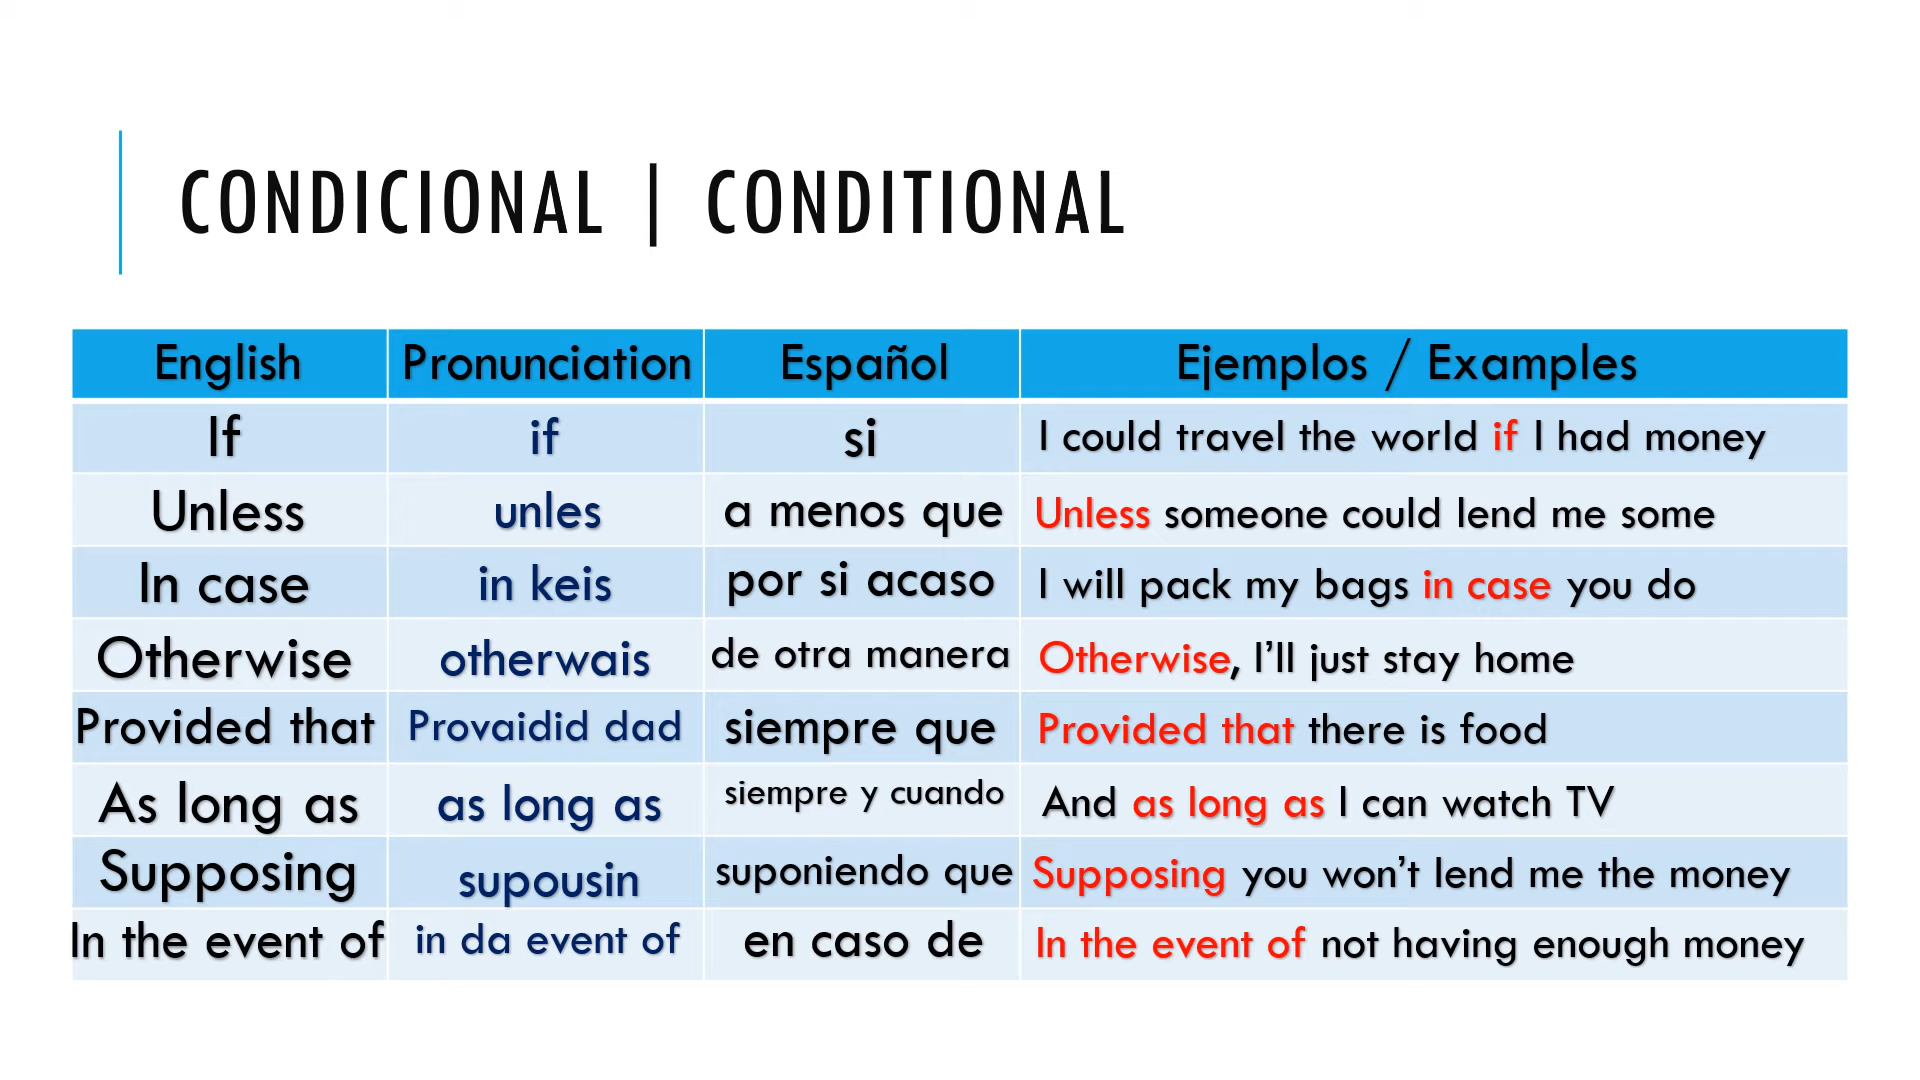 CONDICIONAL | CONDITIONAL
English Pronunciation Español Ejemplos / Examples
If if si I could travel the world if I had money
Unless unles a menos que Unless someone could lend me some
In case in keis por si acaso I will pack my bags in case you do
Otherwise otherwais de otra manera Otherwise, I'll just stay home
Provided that Provaidid dad siempre que Provided that there is food
As long as as long as siempre y cuando And as long as I can watch TV
Supposing supousin suponiendo que Supposing you won't lend me the money
In the event of in da event of en caso de In the event of not having enough money